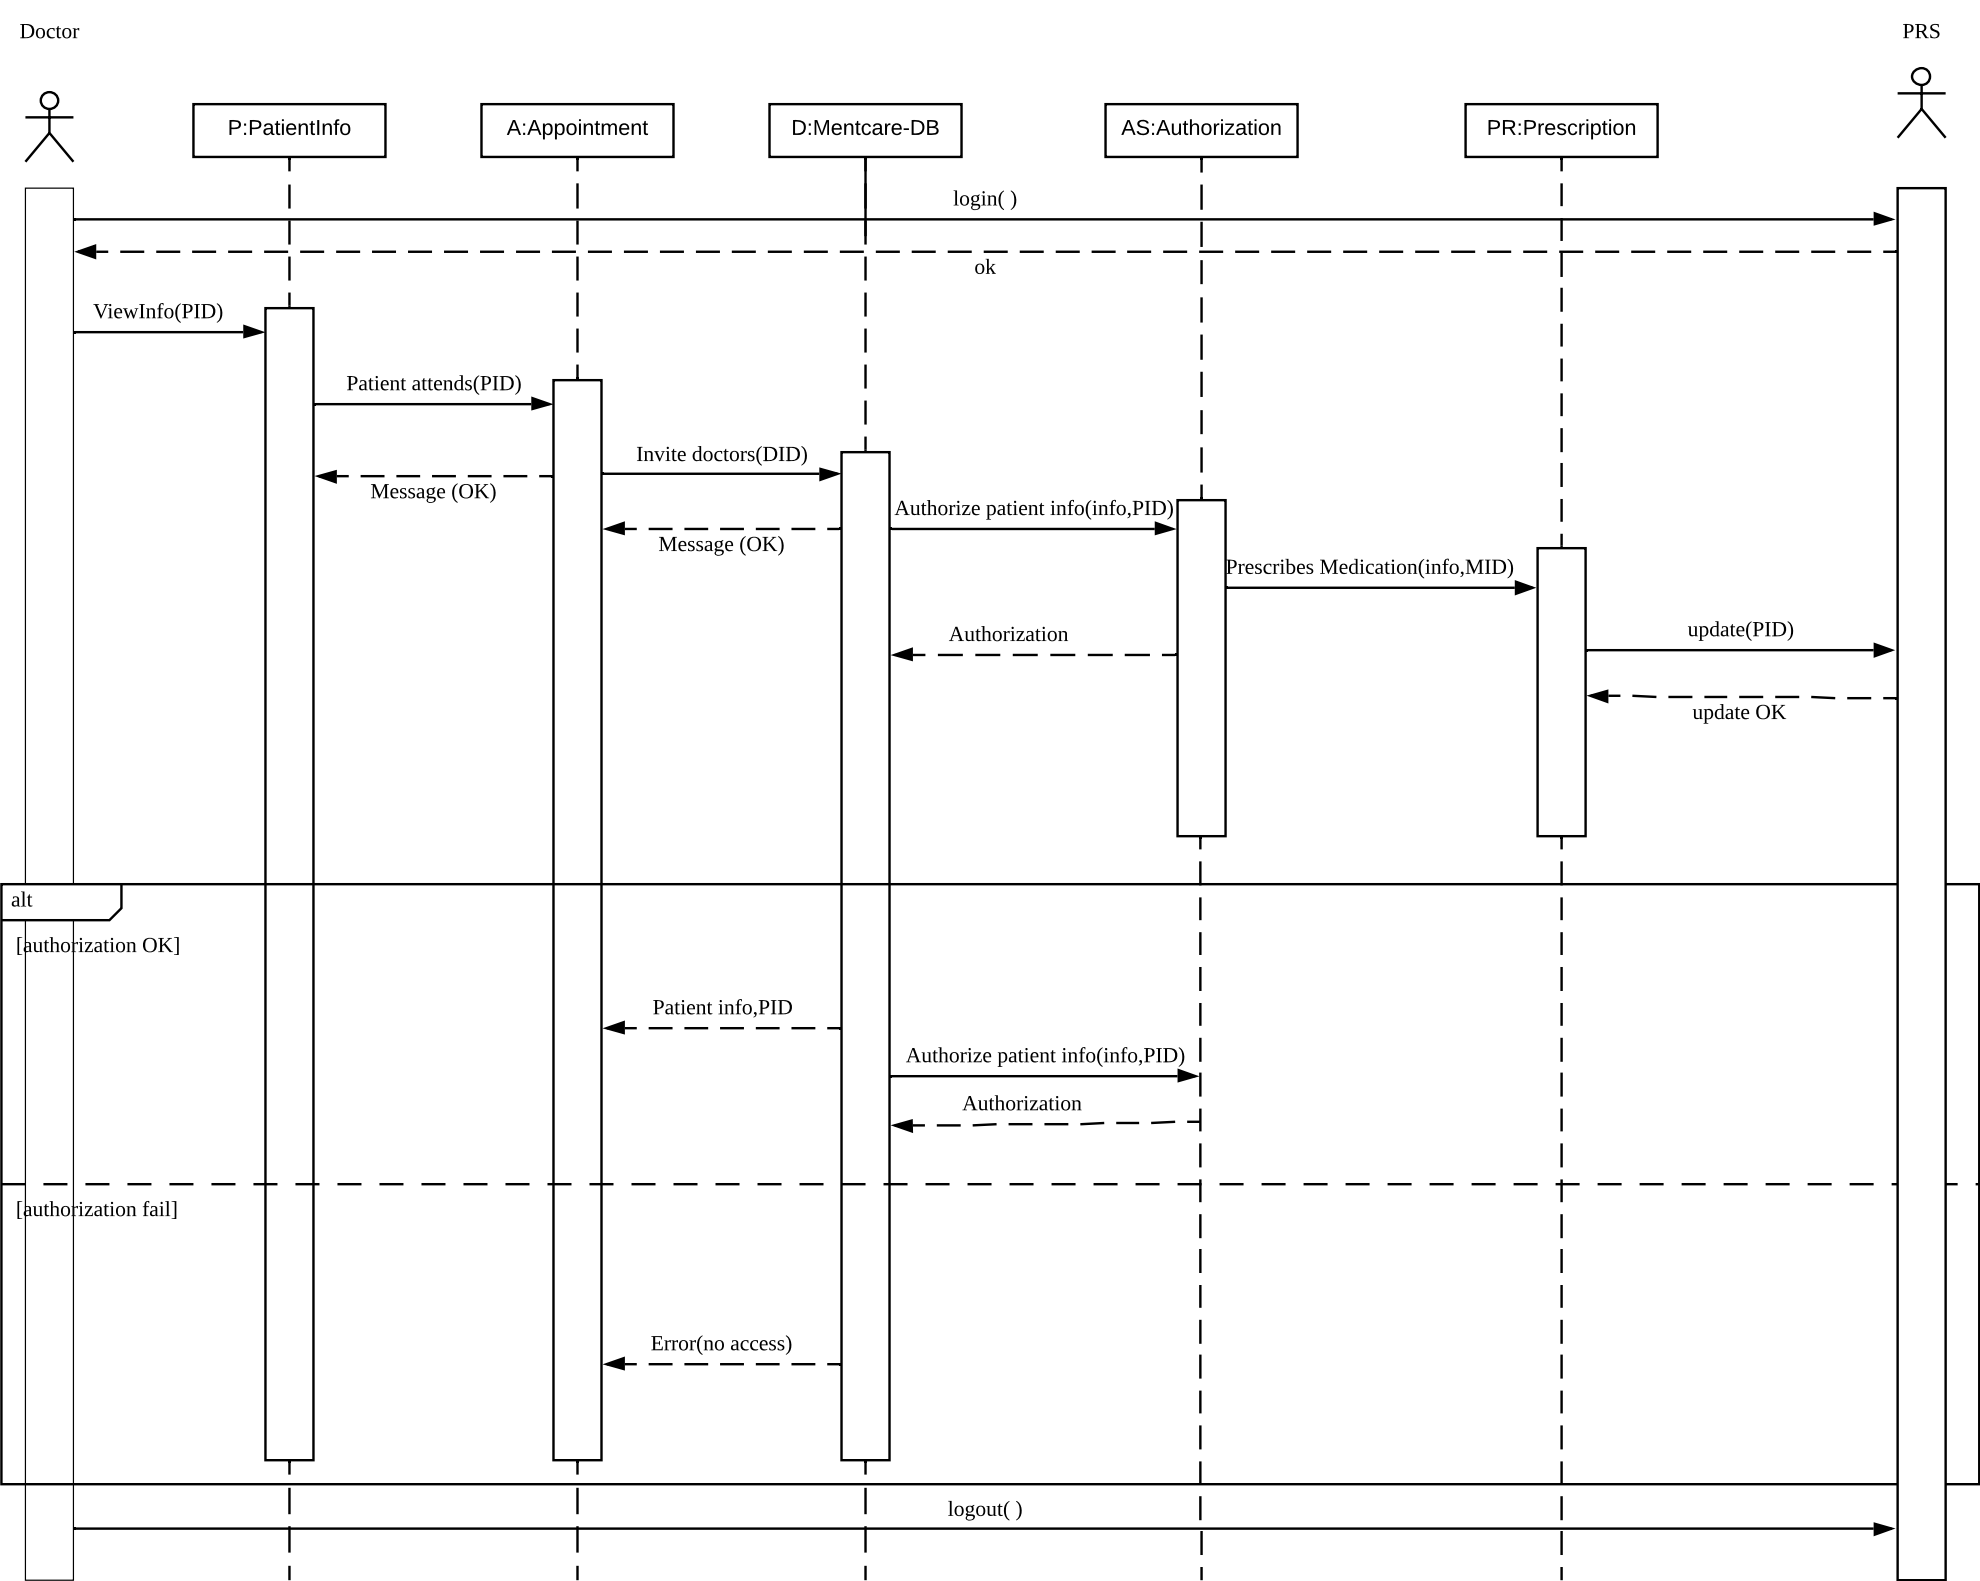 Doctor
PRS
P:PatientInfo
A:Appointment
D:Mentcare-DB
AS:Authorization
PR:Prescription
login( )
ok
ViewInfo(PID)
Patient attends(PID)
Invite doctors(DID)
Message (OK)
Authorize patient info(info,PID)
Message (OK)
Prescribes Medication(info,MID)
Authorization
update(PID)
update OK
alt
[authorization OK]
Patient info,PID
Authorize patient info(info,PID)
Authorization
[authorization fail]
Error(no access)
logout( )